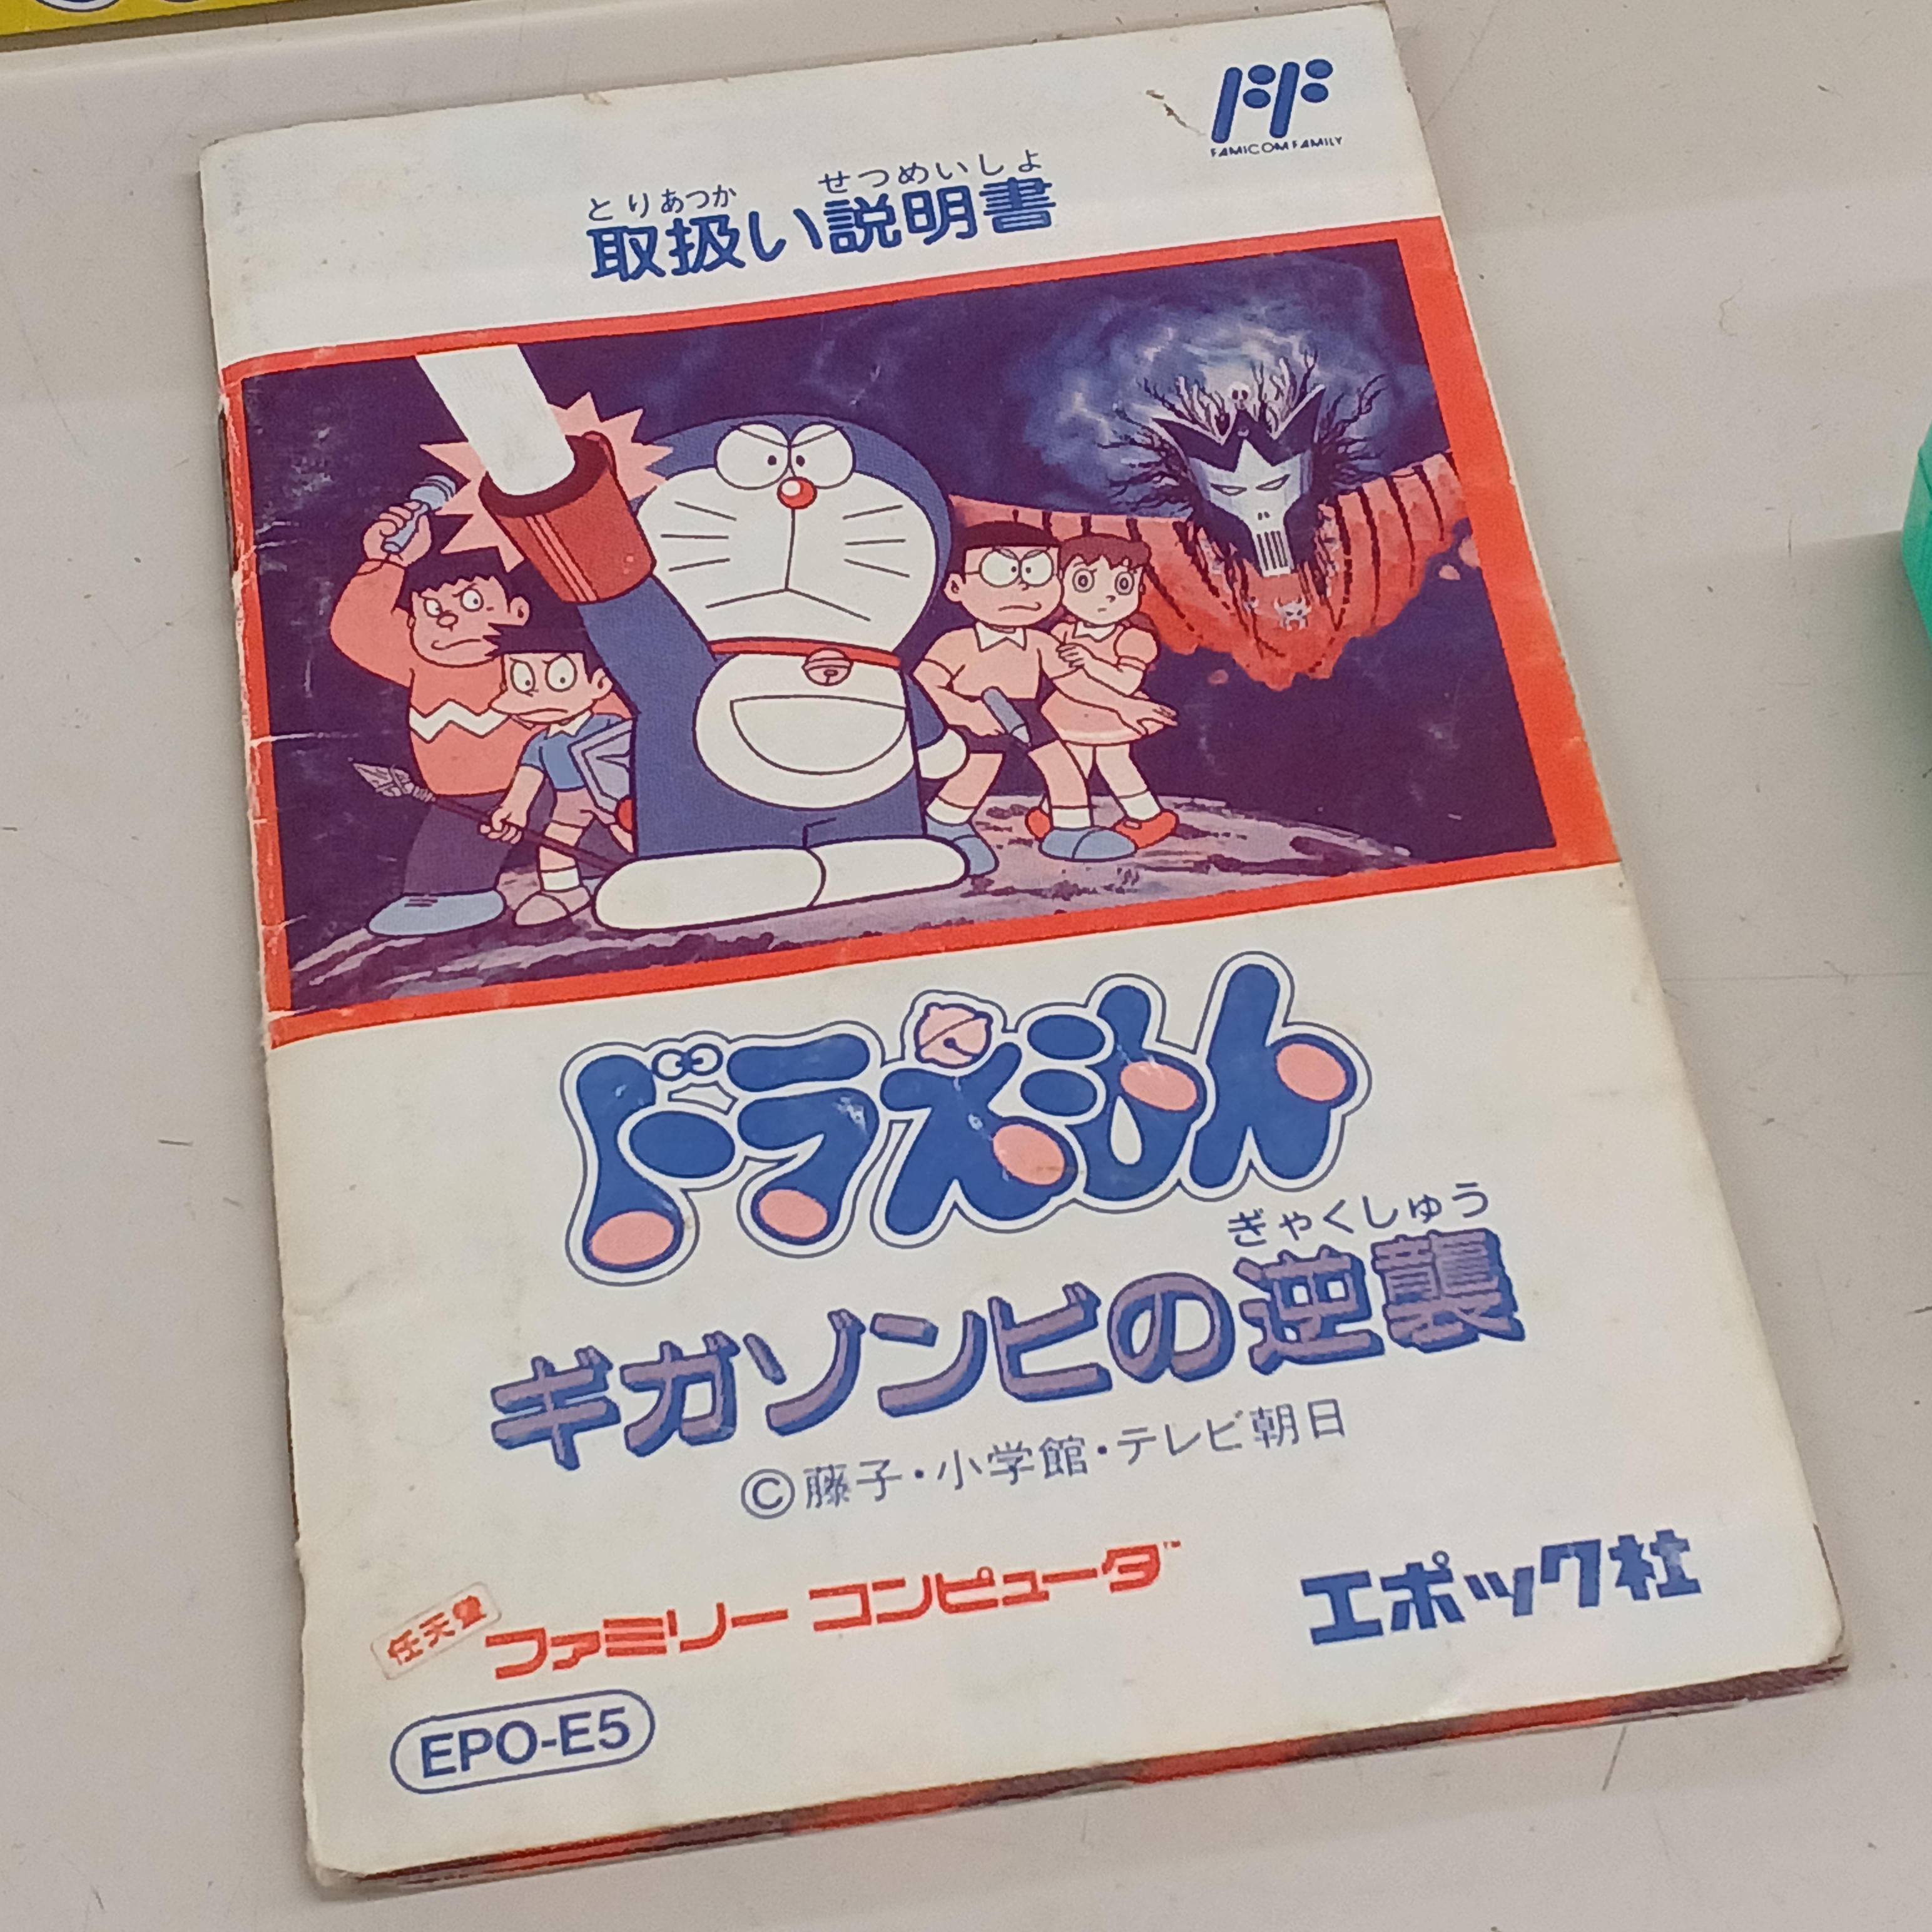 FAMICOM FAMILY
とりあつか せつめいしよ
取扱い説明書
ドラえもん
ぎゃくしゅう
ギガゾンビの逆襲
©藤子・小学館・テレビ朝日
任天堂 ファミリー コンピュータ™ エポック社
EPO-E5